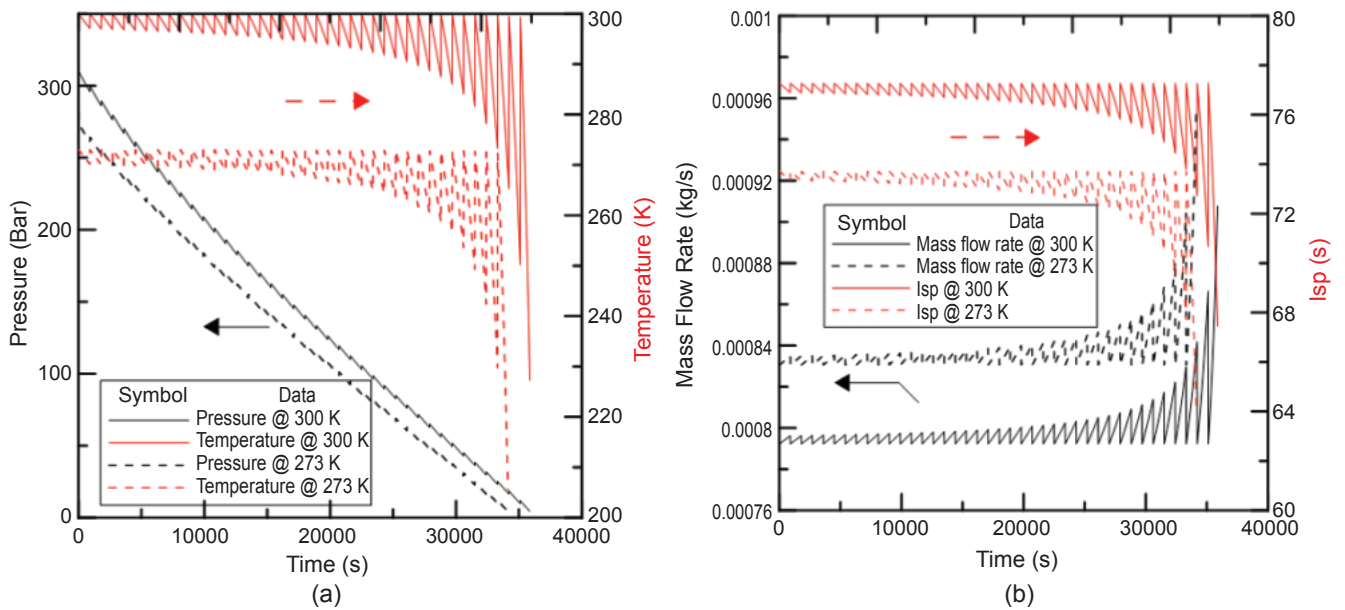 300
200
100
0
Pressure (Bar)
300
280
270
260
240
220
200
Temperature (K)
Symbol Data
Pressure @ 300 K
Temperature @ 300 K
Pressure @ 273 K
Temperature @ 273 K
0 10000 20000 30000 40000
Time (s)
(a)
0.001
0.00096
0.00092
0.00088
0.00084
0.0008
0.00076
Mass Flow Rate (kg/s)
80
76
72
68
64
60
Isp (s)
Symbol Data
Mass flow rate @ 300 K
Mass flow rate @ 273 K
Isp @ 300 K
Isp @ 273 K
0 10000 20000 30000 40000
Time (s)
(b)